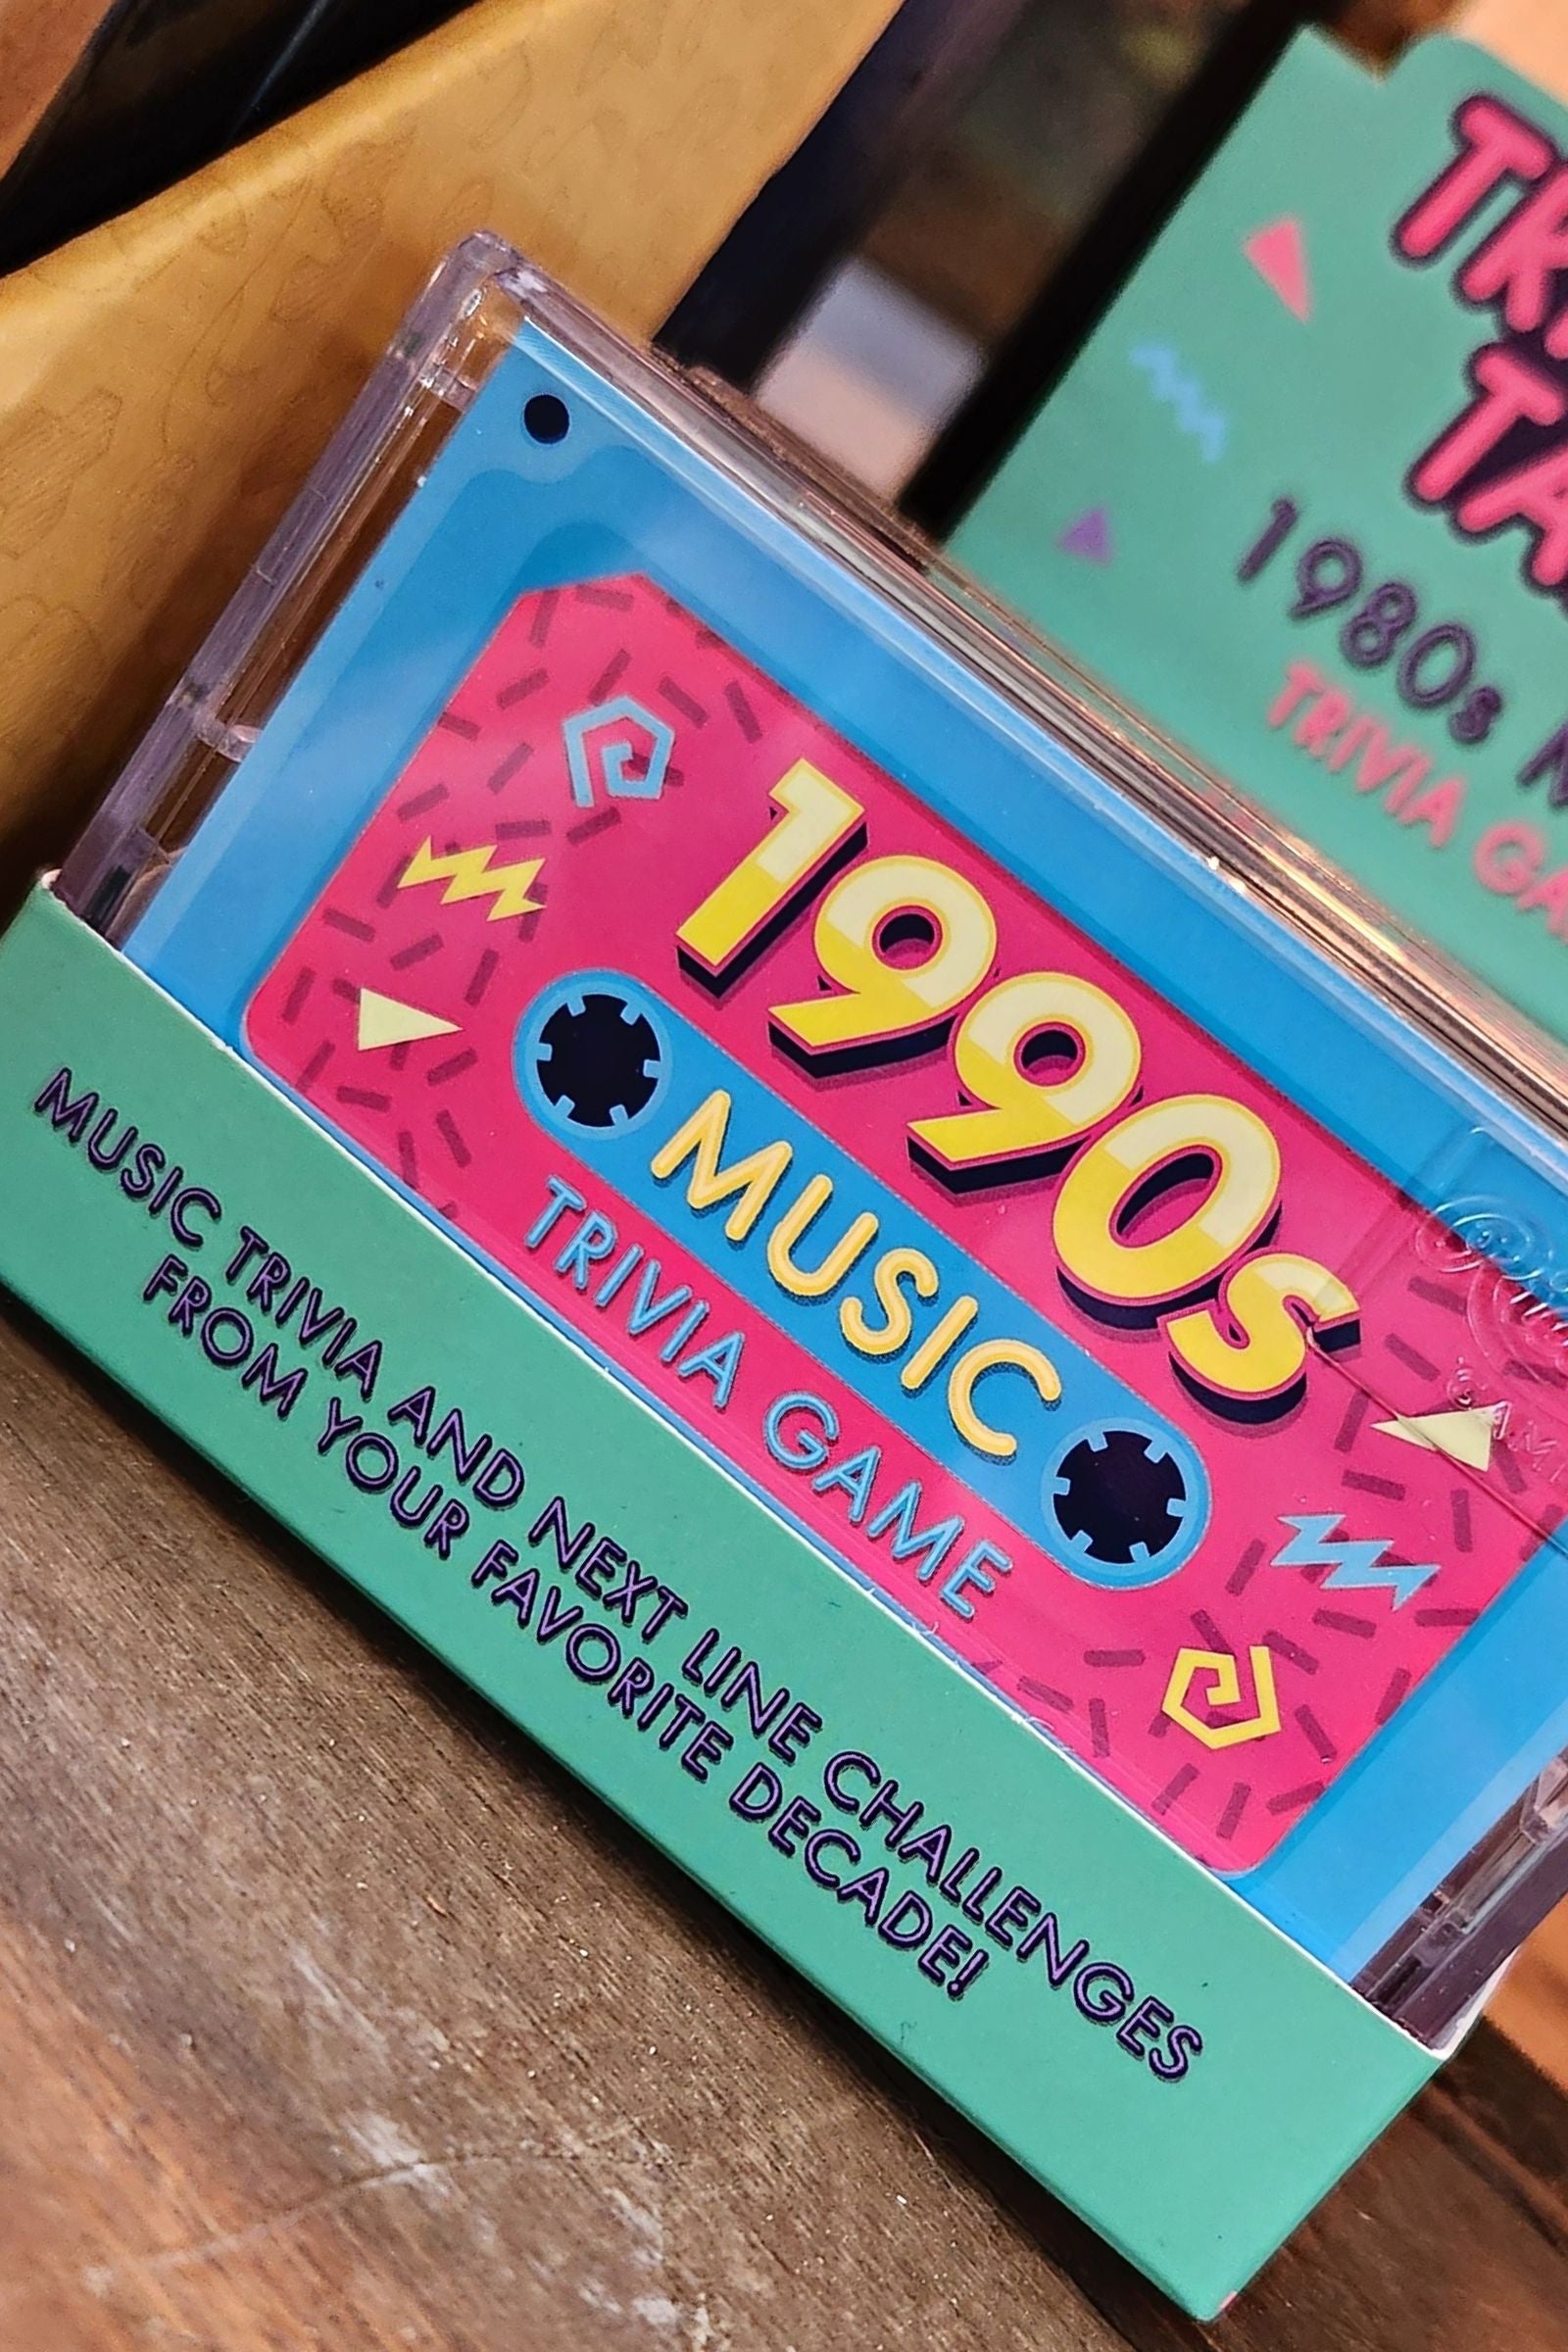 1990s
MUSIC
TRIVIA GAME
MUSIC TRIVIA AND NEXT LINE CHALLENGES
FROM YOUR FAVORITE DECADE!
1980s
TRIVIA